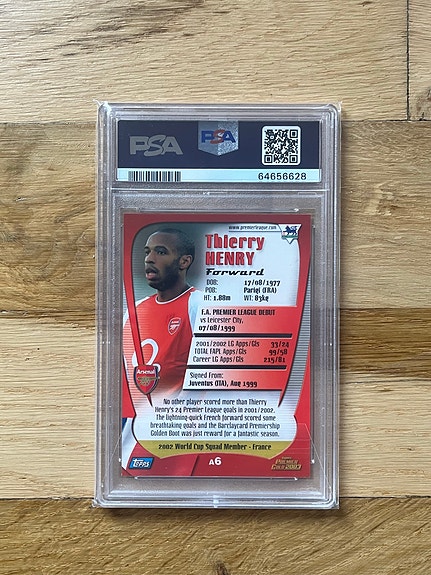 PSA
PSA
64656628
www.premierleague.com
Thierry
HENRY
Forward
DOB: 17/08/1977
POB: Parigi (FRA)
HT: 1.88m WT: 83kg
F.A. PREMIER LEAGUE DEBUT
vs Leicester City,
07/08/1999
2001/2002 LG Apps/Gls 33/24
TOTAL FAPL Apps/Gls 99/58
Career LG Apps/Gls 215/81
Signed From:
Juventus (ITA), Aug 1999
Arsenal
No other player scored more than Thierry
Henry's 24 Premier League goals in 2001/2002.
The lightning-quick French forward scored some
breathtaking goals and the Barclaycard Premiership
Golden Boot was just reward for a fantastic season.
2002 World Cup Squad Member - France
Topps
A6
PREMIER
GOLD 2003